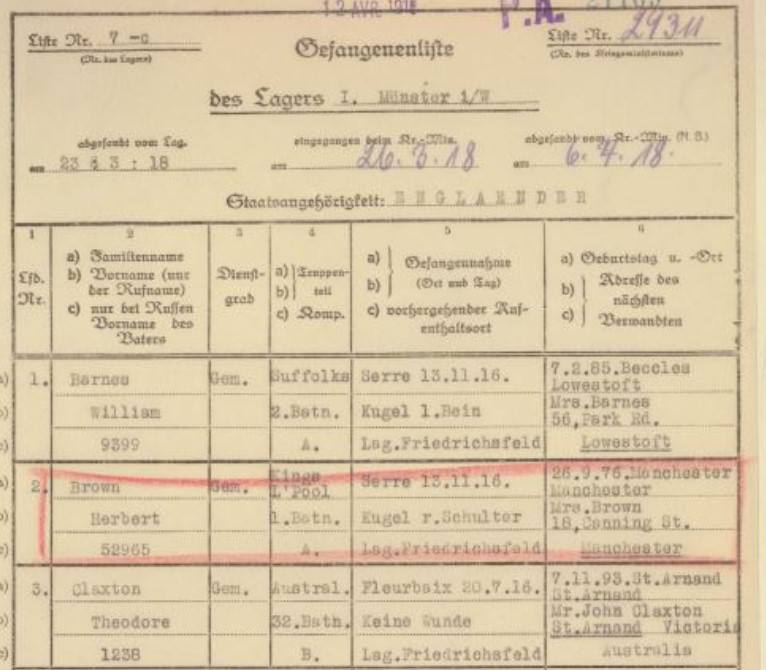 12 AVR 1918
P.A.
Liste Nr. 7 -c
(Nr. des Lagers)
Gefangenenliste
Liste Nr. 2934
(Nr. des Kriegsministeriums)
des Lagers I. Münster i/W
abgesandt vom Lag.
am 23 3 : 18
eingegangen beim Kr.-Min.
am 26. 3. 18
abgesandt vom Kr.-Min. (N. B.)
am 6. 4. 18.
Staatsangehörigkeit: ENGLAENDER
1 2 3 4 5 6
Lfd. Nr.
a) Familienname
b) Vorname (nur
der Rufname)
c) nur bei Russen
Vorname des
Vaters
Dienst-
grad
a) Truppen-
b) teil
c) Komp.
a) Gefangennahme
b) (Ort und Tag)
c) vorhergehender Auf-
enthaltsort
a) Geburtstag u. -Ort
b) Adresse des
nächsten
c) Verwandten
a) 1. Barnes Gem. Suffolks Serre 13.11.16. 7.2.85.Beccles
Lowestoft
b) William 2.Batn. Kugel l.Bein Mrs.Barnes
56,Park Rd.
c) 9399 A. Lag.Friedrichsfeld Lowestoft
a) 2. Brown Gem. Kings
L'Pool Serre 13.11.16. 26.9.76.Manchester
Manchester
b) Herbert 1.Batn. Kugel r.Schulter Mrs.Brown
18,Canning St.
c) 52965 A. Lag.Friedrichsfeld Manchester
a) 3. Claxton Gem. Austral. Fleurbaix 20.7.16. 7.11.93.St.Arnand
St.Arnand
b) Theodore 32.Bath. Keine Wunde Mr.John Claxton
St.Arnand Victoria
c) 1238 B. Lag.Friedrichsfeld Australia